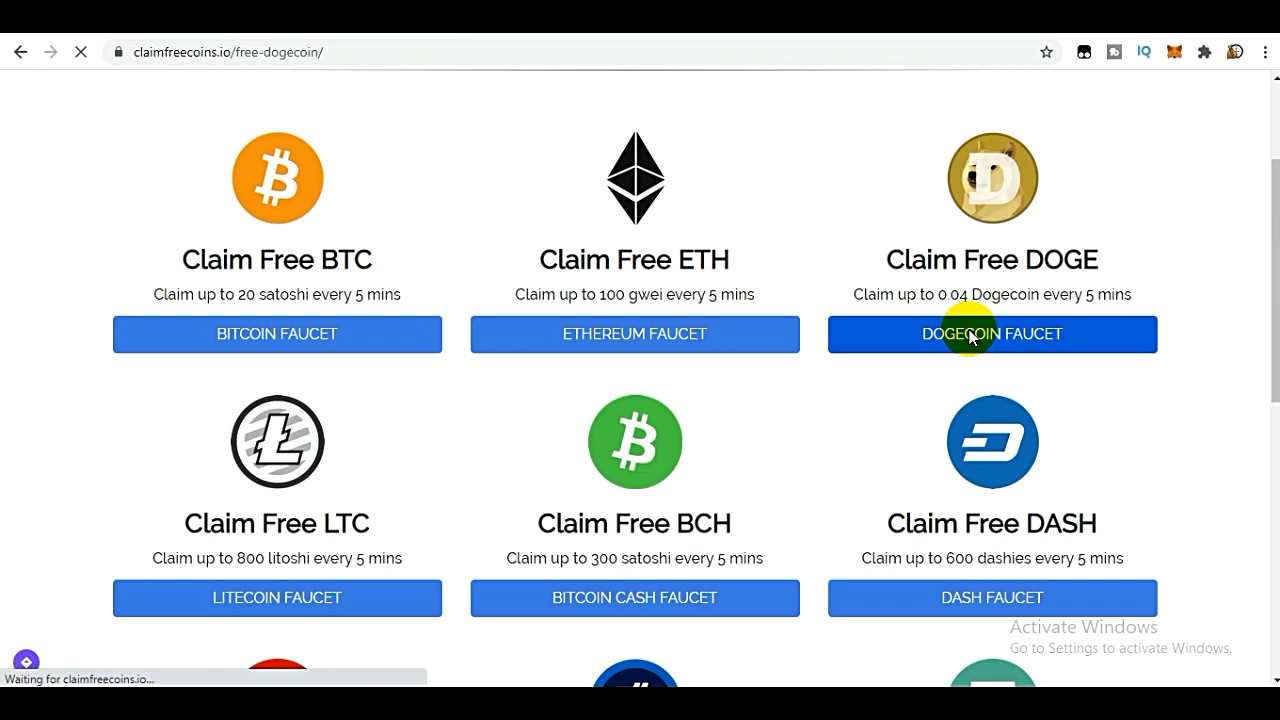 claimfreecoins.io/free-dogecoin/
IQ
Claim Free BTC
Claim up to 20 satoshi every 5 mins
BITCOIN FAUCET
Claim Free ETH
Claim up to 100 gwei every 5 mins
ETHEREUM FAUCET
Claim Free DOGE
Claim up to 0.04 Dogecoin every 5 mins
DOGECOIN FAUCET
Claim Free LTC
Claim up to 800 litoshi every 5 mins
LITECOIN FAUCET
Claim Free BCH
Claim up to 300 satoshi every 5 mins
BITCOIN CASH FAUCET
Claim Free DASH
Claim up to 600 dashies every 5 mins
DASH FAUCET
Activate Windows
Go to Settings to activate Windows.
Waiting for claimfreecoins.io...